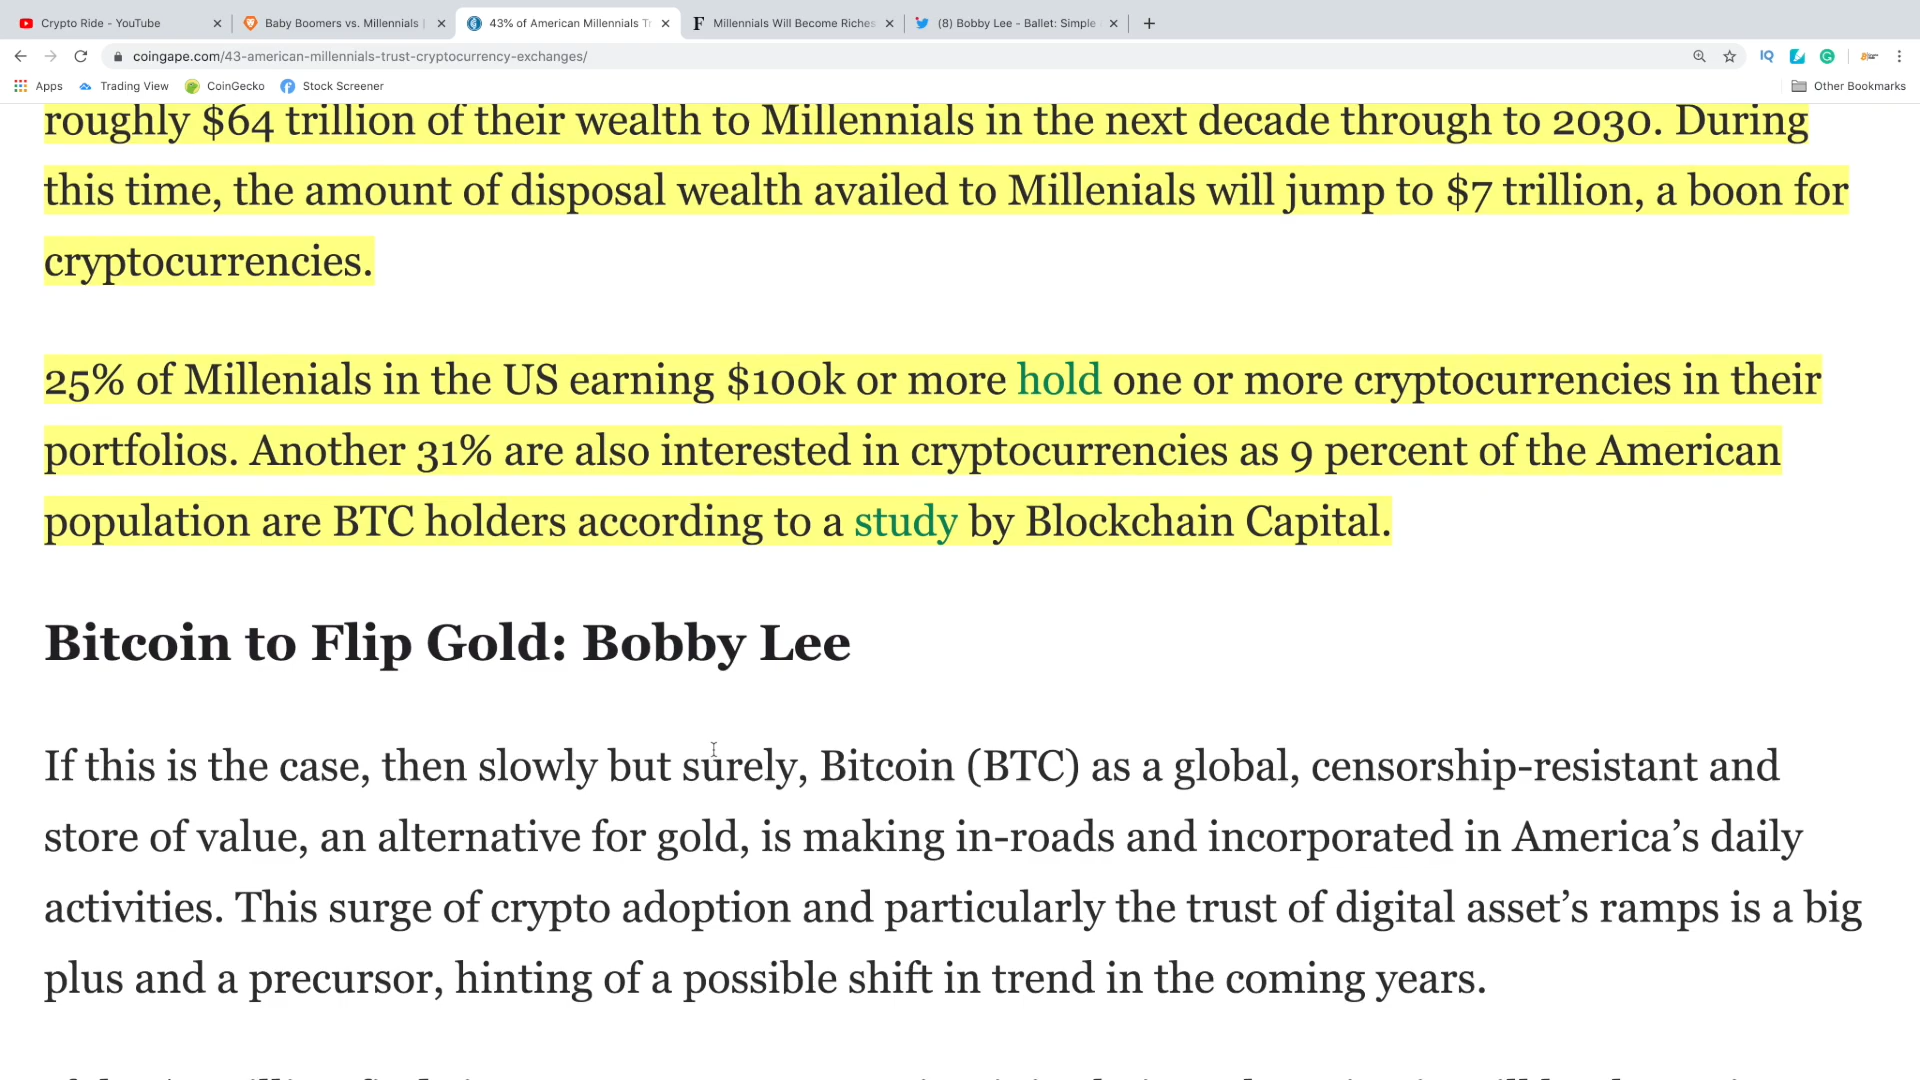 Crypto Ride - YouTube
Baby Boomers vs. Millennials |
43% of American Millennials Tr
Millennials Will Become Riches
(8) Bobby Lee - Ballet: Simple
coingape.com/43-american-millennials-trust-cryptocurrency-exchanges/
Apps
Trading View
CoinGecko
Stock Screener
Other Bookmarks
roughly $64 trillion of their wealth to Millennials in the next decade through to 2030. During
this time, the amount of disposal wealth availed to Millenials will jump to $7 trillion, a boon for
cryptocurrencies.
25% of Millenials in the US earning $100k or more hold one or more cryptocurrencies in their
portfolios. Another 31% are also interested in cryptocurrencies as 9 percent of the American
population are BTC holders according to a study by Blockchain Capital.
Bitcoin to Flip Gold: Bobby Lee
If this is the case, then slowly but surely, Bitcoin (BTC) as a global, censorship-resistant and
store of value, an alternative for gold, is making in-roads and incorporated in America’s daily
activities. This surge of crypto adoption and particularly the trust of digital asset’s ramps is a big
plus and a precursor, hinting of a possible shift in trend in the coming years.